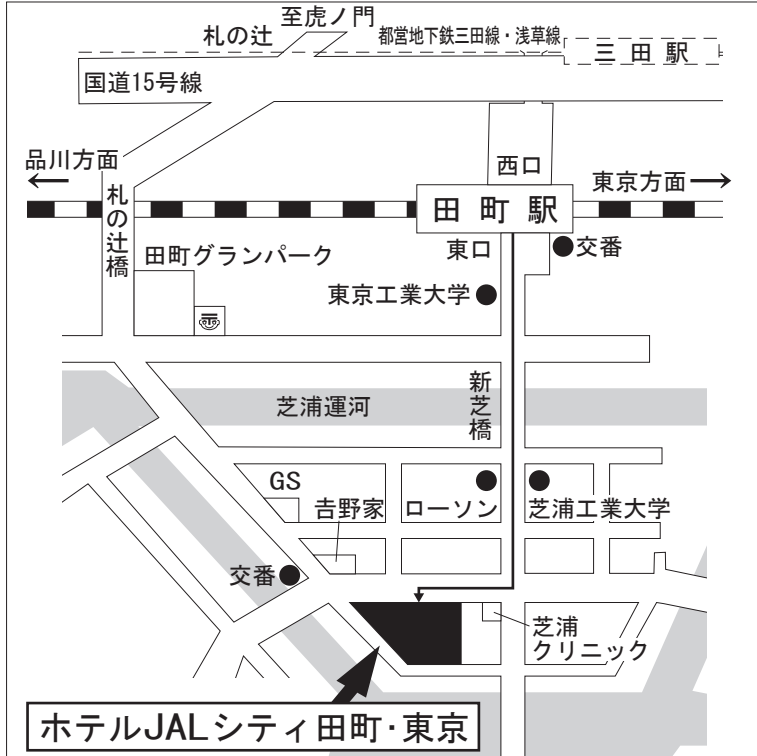 至虎ノ門
札の辻
都営地下鉄三田線・浅草線
三田駅
国道15号線
品川方面
西口
東京方面
札の辻橋
田町駅
東口
交番
田町グランパーク
東京工業大学
新芝橋
芝浦運河
GS
吉野家
ローソン
芝浦工業大学
交番
芝浦
クリニック
ホテルJALシティ田町・東京